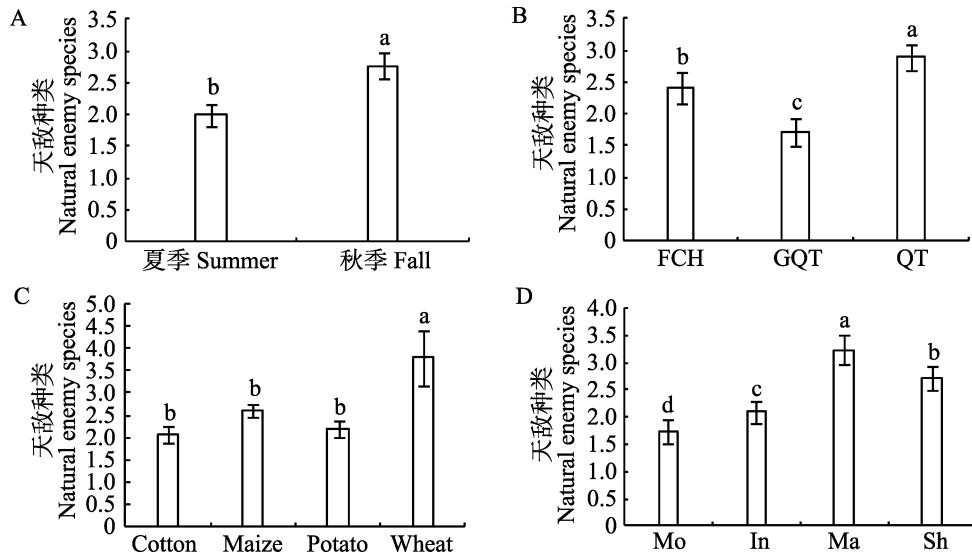 A
天敌种类
Natural enemy species
3.5
3.0
2.5
2.0
1.5
1.0
0.5
0
b
a
夏季 Summer
秋季 Fall
B
天敌种类
Natural enemy species
3.5
3.0
2.5
2.0
1.5
1.0
0.5
0
b
c
a
FCH
GQT
QT
C
天敌种类
Natural enemy species
5.0
4.5
4.0
3.5
3.0
2.5
2.0
1.5
1.0
0.5
0
b
b
b
a
Cotton
Maize
Potato
Wheat
D
天敌种类
Natural enemy species
4.0
3.5
3.0
2.5
2.0
1.5
1.0
0.5
0
d
c
a
b
Mo
In
Ma
Sh